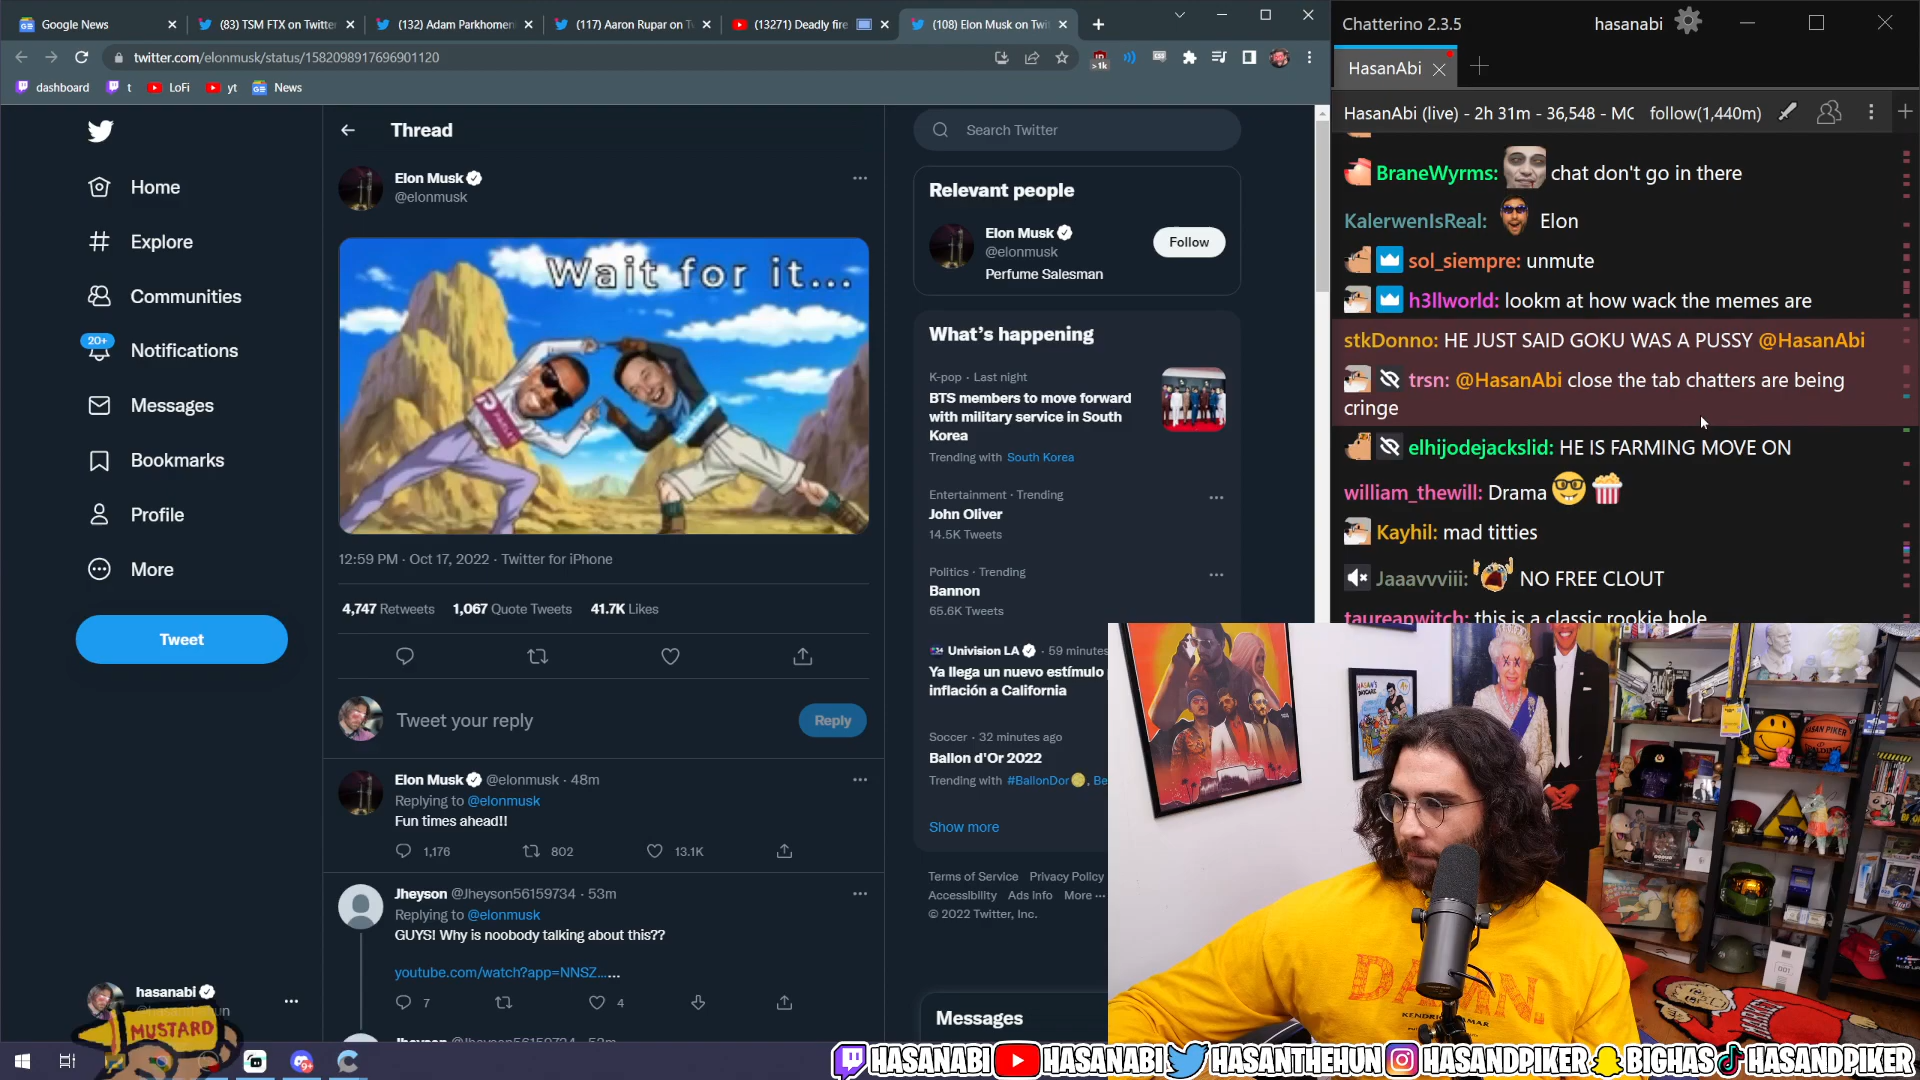 Google News
(83) TSM FTX on Twitte
(132) Adam Parkhomen
(117) Aaron Rupar on T
(13271) Deadly fire
(108) Elon Musk on Twi
twitter.com/elonmusk/status/1582098917696901120
>1k
dashboard
t
LoFi
yt
News
Home
Explore
Communities
20+
Notifications
Messages
Bookmarks
Profile
More
Tweet
hasanabi
MUSTARD
Thread
Elon Musk
@elonmusk
Wait for it...
12:59 PM · Oct 17, 2022 · Twitter for iPhone
4,747 Retweets 1,067 Quote Tweets 41.7K Likes
Tweet your reply
Reply
Elon Musk @elonmusk · 48m
Replying to @elonmusk
Fun times ahead!!
1,176 802 13.1K
Jheyson @Jheyson56159734 · 53m
Replying to @elonmusk
GUYS! Why is noobody talking about this??
youtube.com/watch?app=NNSZ......
7 4
Search Twitter
Relevant people
Elon Musk
@elonmusk
Follow
Perfume Salesman
What's happening
K-pop · Last night
BTS members to move forward
with military service in South
Korea
Trending with South Korea
Entertainment · Trending
John Oliver
14.5K Tweets
Politics · Trending
Bannon
65.6K Tweets
Univision LA · 59 minutes
Ya llega un nuevo estímulo
inflación a California
Soccer · 32 minutes ago
Ballon d'Or 2022
Trending with #BallonDor, Be
Show more
Terms of Service Privacy Policy
Accessibility Ads info More ...
© 2022 Twitter, Inc.
Messages
Chatterino 2.3.5
hasanabi
HasanAbi
HasanAbi (live) - 2h 31m - 36,548 - MC follow(1,440m)
BraneWyrms: chat don't go in there
KalerwenIsReal: Elon
sol_siempre: unmute
h3llworld: lookm at how wack the memes are
stkDonno: HE JUST SAID GOKU WAS A PUSSY @HasanAbi
trsn: @HasanAbi close the tab chatters are being
cringe
elhijodejackslid: HE IS FARMING MOVE ON
william_thewill: Drama
Kayhil: mad titties
Jaaavvviii: NO FREE CLOUT
taureanwitch: this is a classic rookie hole
DAMN.
KENDRICK LAMAR
HASANABI HASANABI HASANTHEHUN HASANDPIKER BIGHAS HASANDPIKER